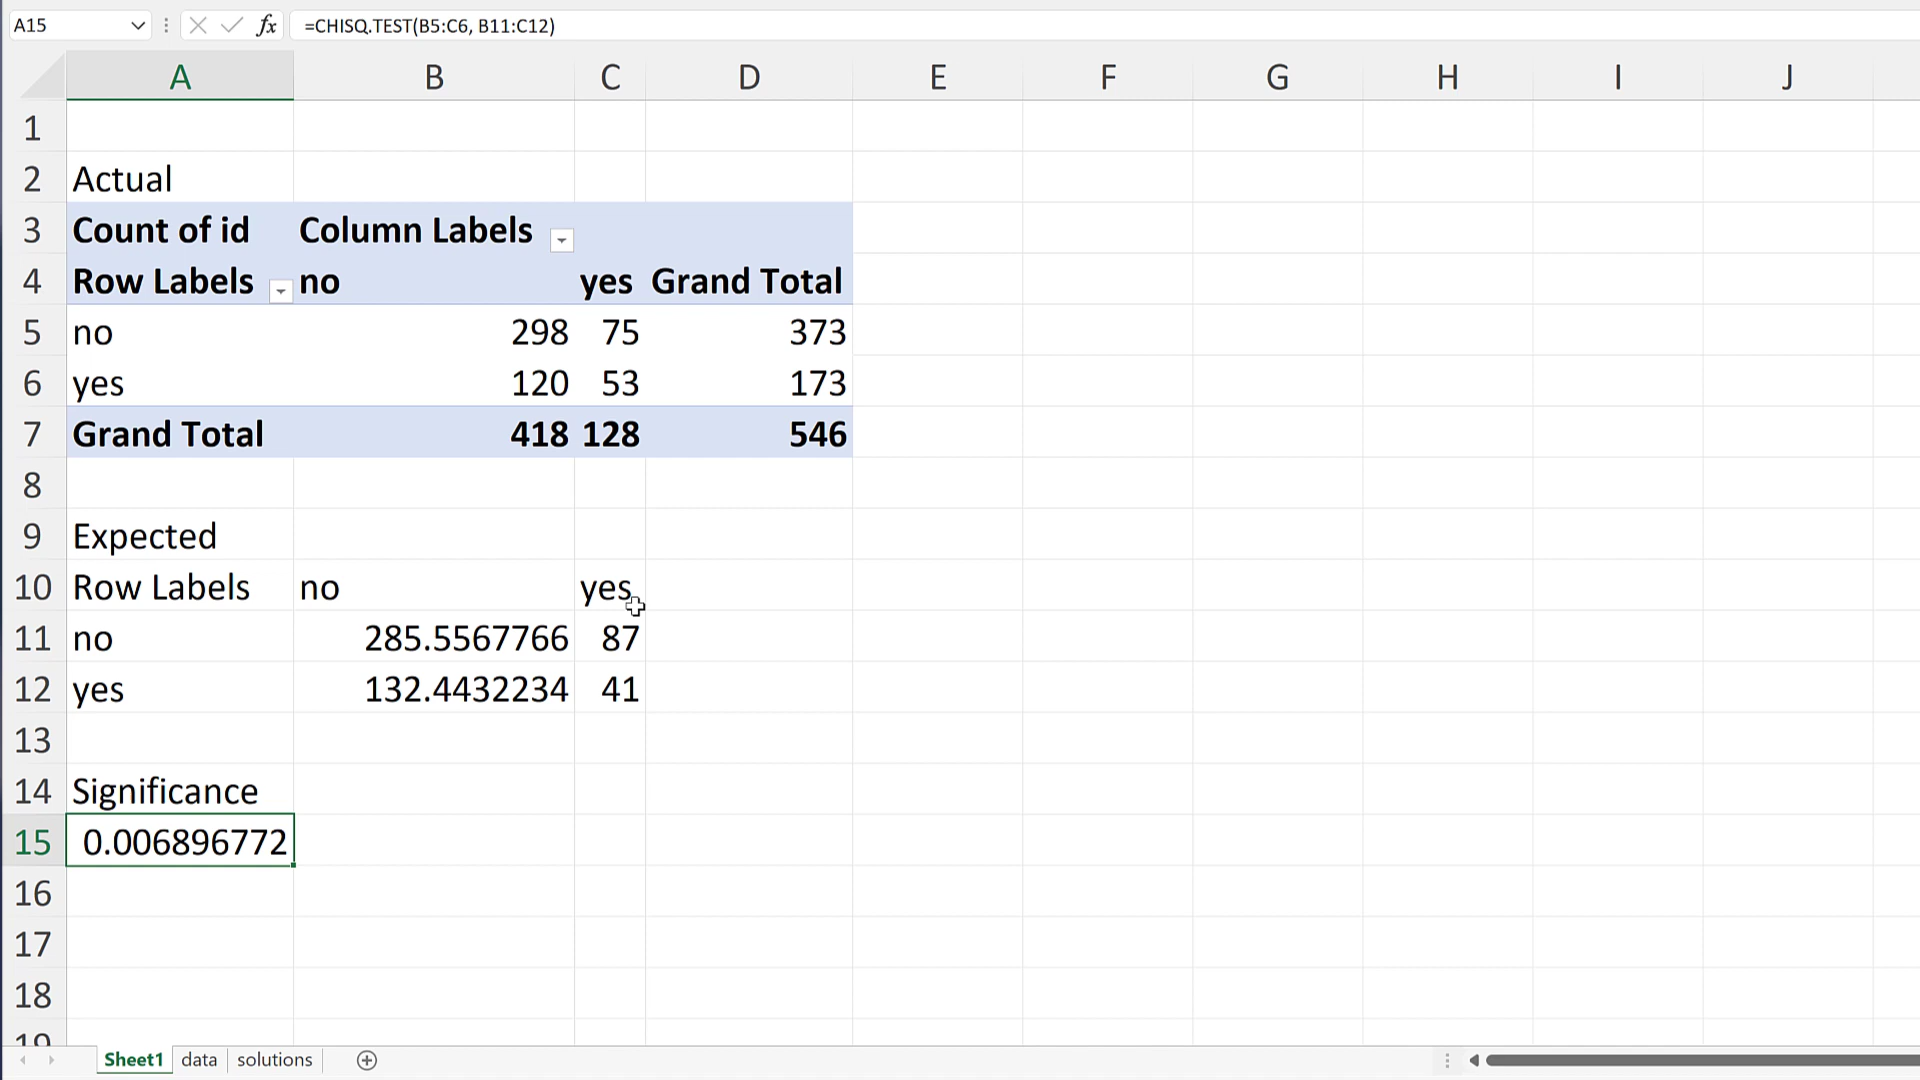 A15 fx =CHISQ.TEST(B5:C6, B11:C12)
A B C D E F G H I J
1
2 Actual
3 Count of id Column Labels
4 Row Labels no yes Grand Total
5 no 298 75 373
6 yes 120 53 173
7 Grand Total 418 128 546
8
9 Expected
10 Row Labels no yes
11 no 285.5567766 87
12 yes 132.4432234 41
13
14 Significance
15 0.006896772
16
17
18
19
Sheet1 data solutions